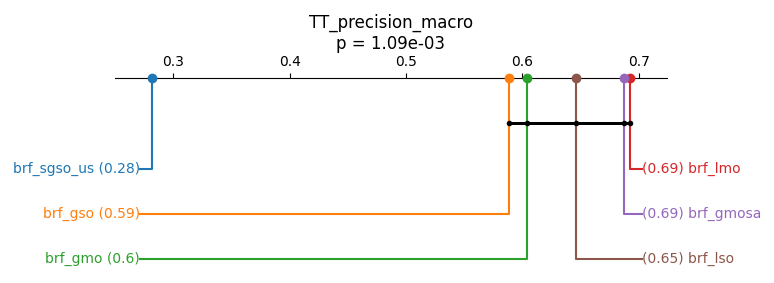 TT_precision_macro
p = 1.09e-03
0.3 0.4 0.5 0.6 0.7
brf_sgso_us (0.28) (0.69) brf_lmo
brf_gso (0.59) (0.69) brf_gmosa
brf_gmo (0.6) (0.65) brf_lso